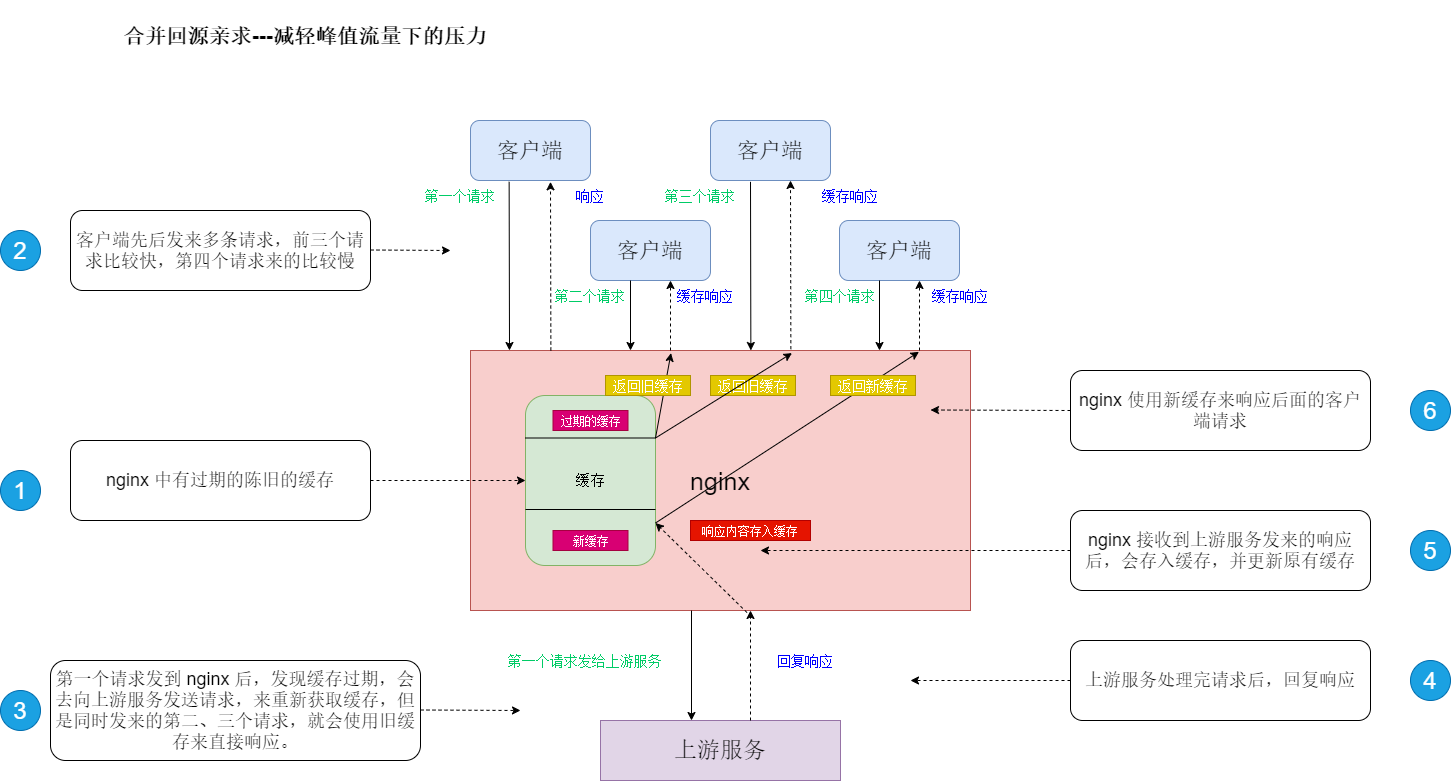 合并回源亲求---减轻峰值流量下的压力
客户端
客户端
第一个请求
响应
第三个请求
缓存响应
2
客户端先后发来多条请求，前三个请
求比较快，第四个请求来的比较慢
客户端
客户端
第二个请求
缓存响应
第四个请求
缓存响应
返回旧缓存
返回旧缓存
返回新缓存
过期的缓存
nginx 使用新缓存来响应后面的客户
端请求
6
1
nginx 中有过期的陈旧的缓存
缓存
nginx
新缓存
响应内容存入缓存
nginx 接收到上游服务发来的响应
后，会存入缓存，并更新原有缓存
5
3
第一个请求发到 nginx 后，发现缓存过期，会
去向上游服务发送请求，来重新获取缓存，但
是同时发来的第二、三个请求，就会使用旧缓
存来直接响应。
第一个请求发给上游服务
回复响应
上游服务处理完请求后，回复响应
4
上游服务